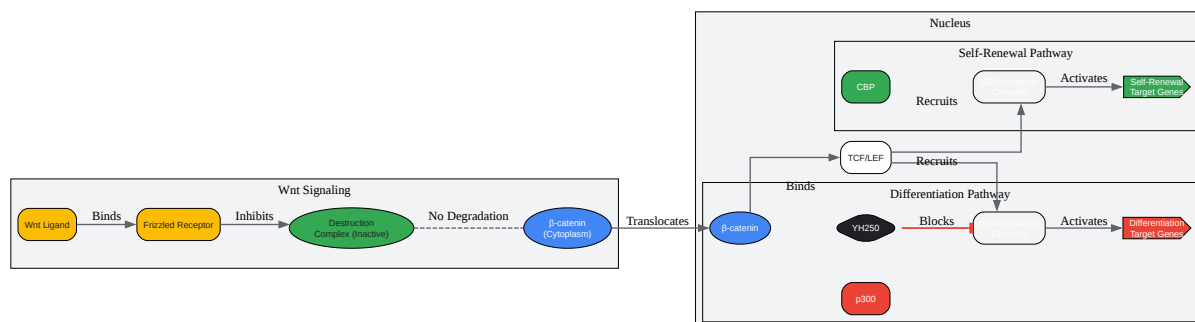 Nucleus
Self-Renewal Pathway
CBP
Recruits
Activates
Self-Renewal
Target Genes
TCF/LEF
Recruits
Binds
Wnt Signaling
Wnt Ligand
Binds
Frizzled Receptor
Inhibits
Destruction
Complex (Inactive)
No Degradation
β-catenin
(Cytoplasm)
Translocates
Differentiation Pathway
β-catenin
YH250
Blocks
Activates
Differentiation
Target Genes
p300